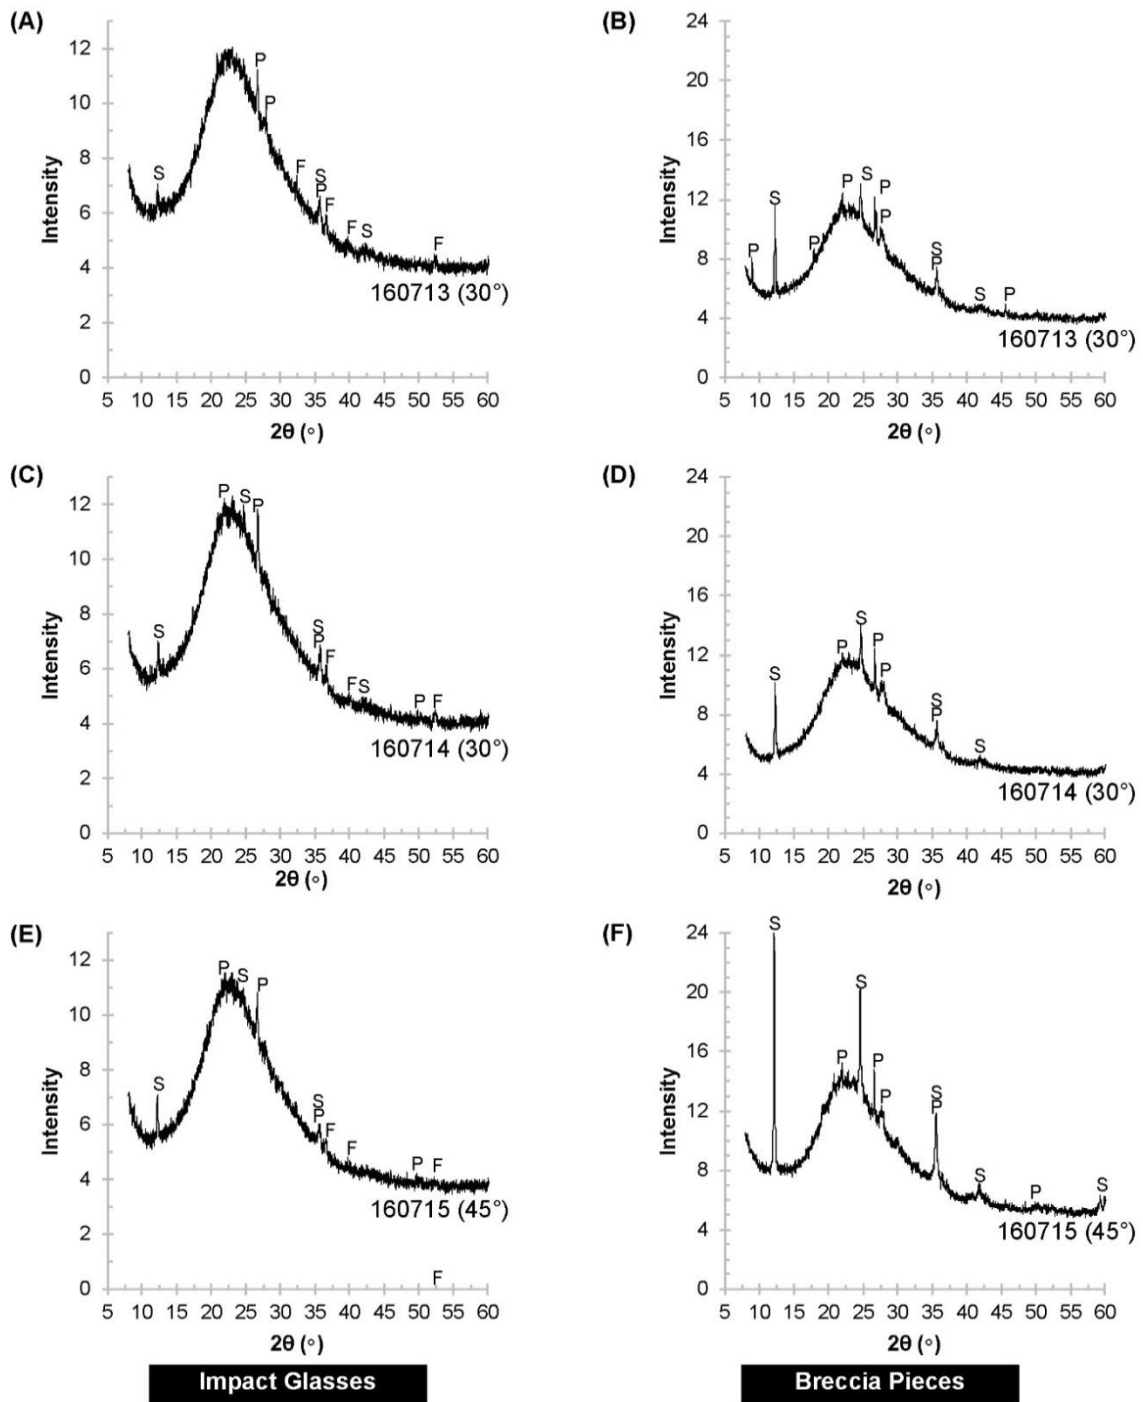 (A)
12
10
8
6
4
2
0
Intensity
S
P
P
F
S
P
F
F
S
F
160713 (30°)
5 10 15 20 25 30 35 40 45 50 55 60
2θ (°)
(B)
24
20
16
12
8
4
0
Intensity
P
S
P
P
S
P
P
S
P
S
P
160713 (30°)
5 10 15 20 25 30 35 40 45 50 55 60
2θ (°)
(C)
12
10
8
6
4
2
0
Intensity
S
P
S
P
S
P
F
F
S
P
F
160714 (30°)
5 10 15 20 25 30 35 40 45 50 55 60
2θ (°)
(D)
24
20
16
12
8
4
0
Intensity
S
P
S
P
P
S
P
S
160714 (30°)
5 10 15 20 25 30 35 40 45 50 55 60
2θ (°)
(E)
12
10
8
6
4
2
0
Intensity
S
P
S
P
S
P
F
F
P
F
160715 (45°)
F
5 10 15 20 25 30 35 40 45 50 55 60
2θ (°)
(F)
24
20
16
12
8
4
0
Intensity
S
P
S
P
P
S
P
S
P
S
160715 (45°)
5 10 15 20 25 30 35 40 45 50 55 60
2θ (°)
Impact Glasses
Breccia Pieces